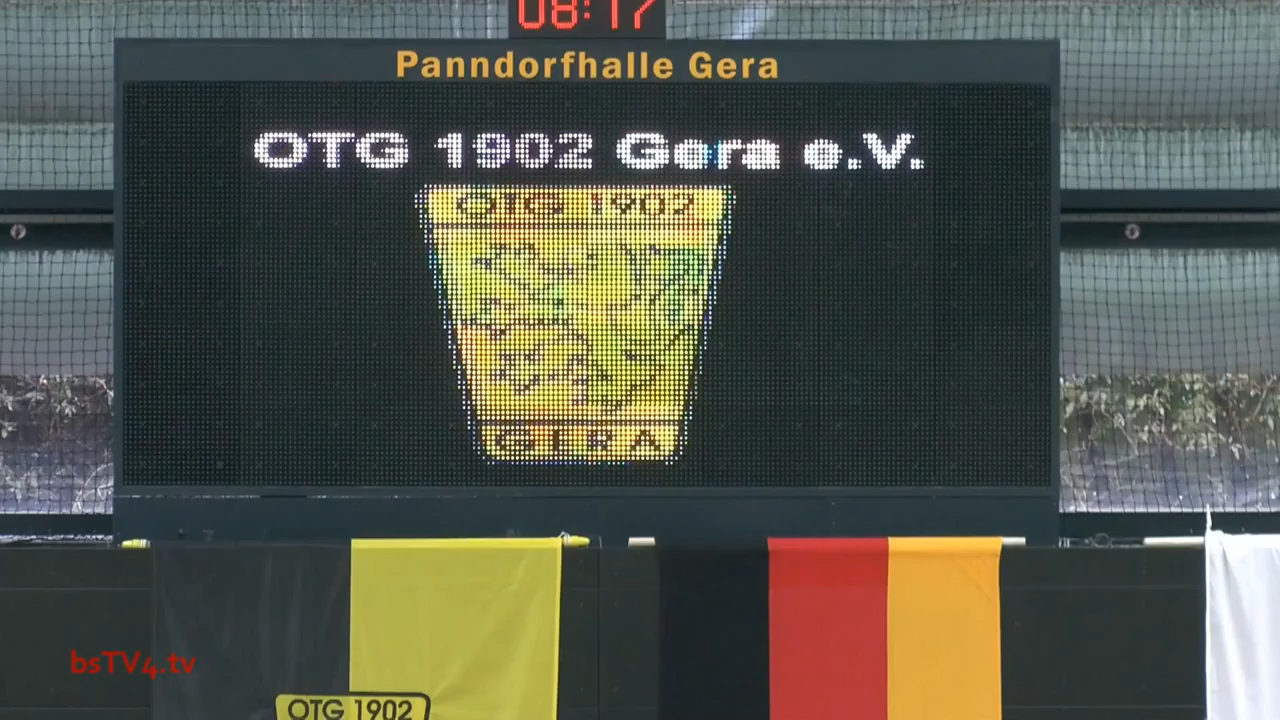 08:17
Panndorfhalle Gera
OTG 1902 Gera e.V.
OTG 1902
GERA
bsTV4.tv
OTG 1902